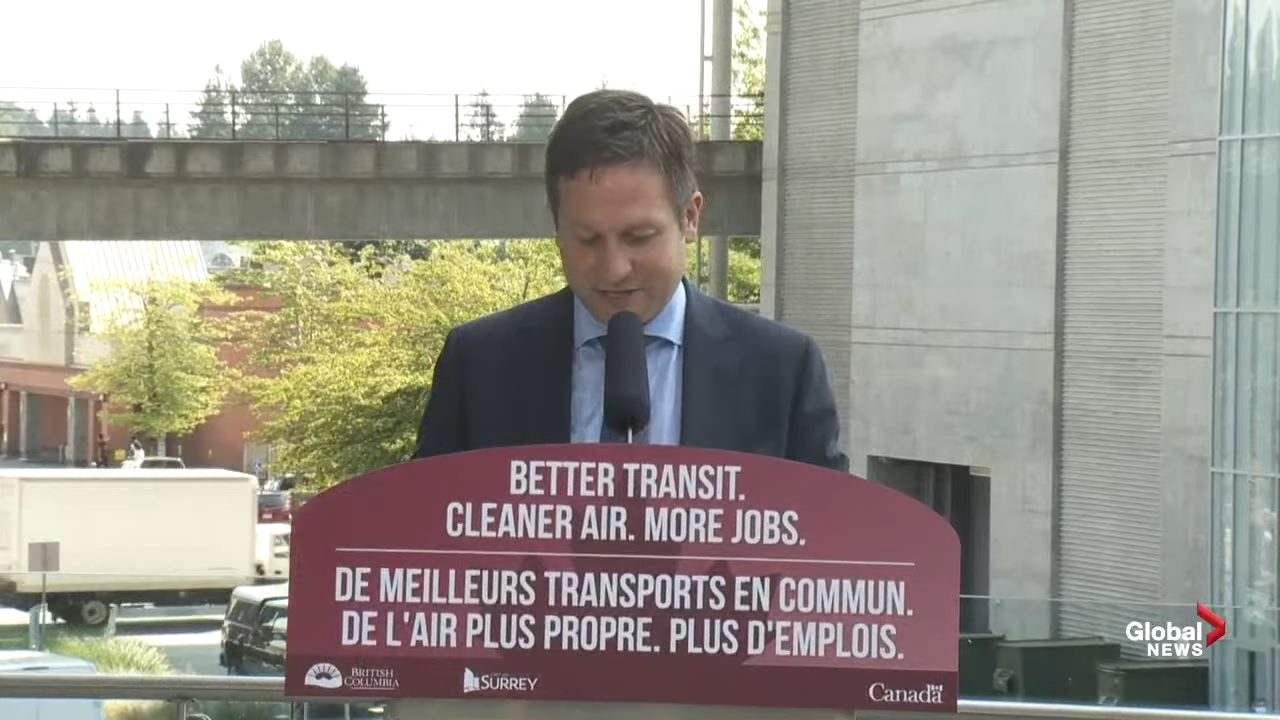 BETTER TRANSIT.
CLEANER AIR. MORE JOBS.
DE MEILLEURS TRANSPORTS EN COMMUN.
DE L'AIR PLUS PROPRE. PLUS D'EMPLOIS.
BRITISH
COLUMBIA
SURREY
Canada
Global
NEWS